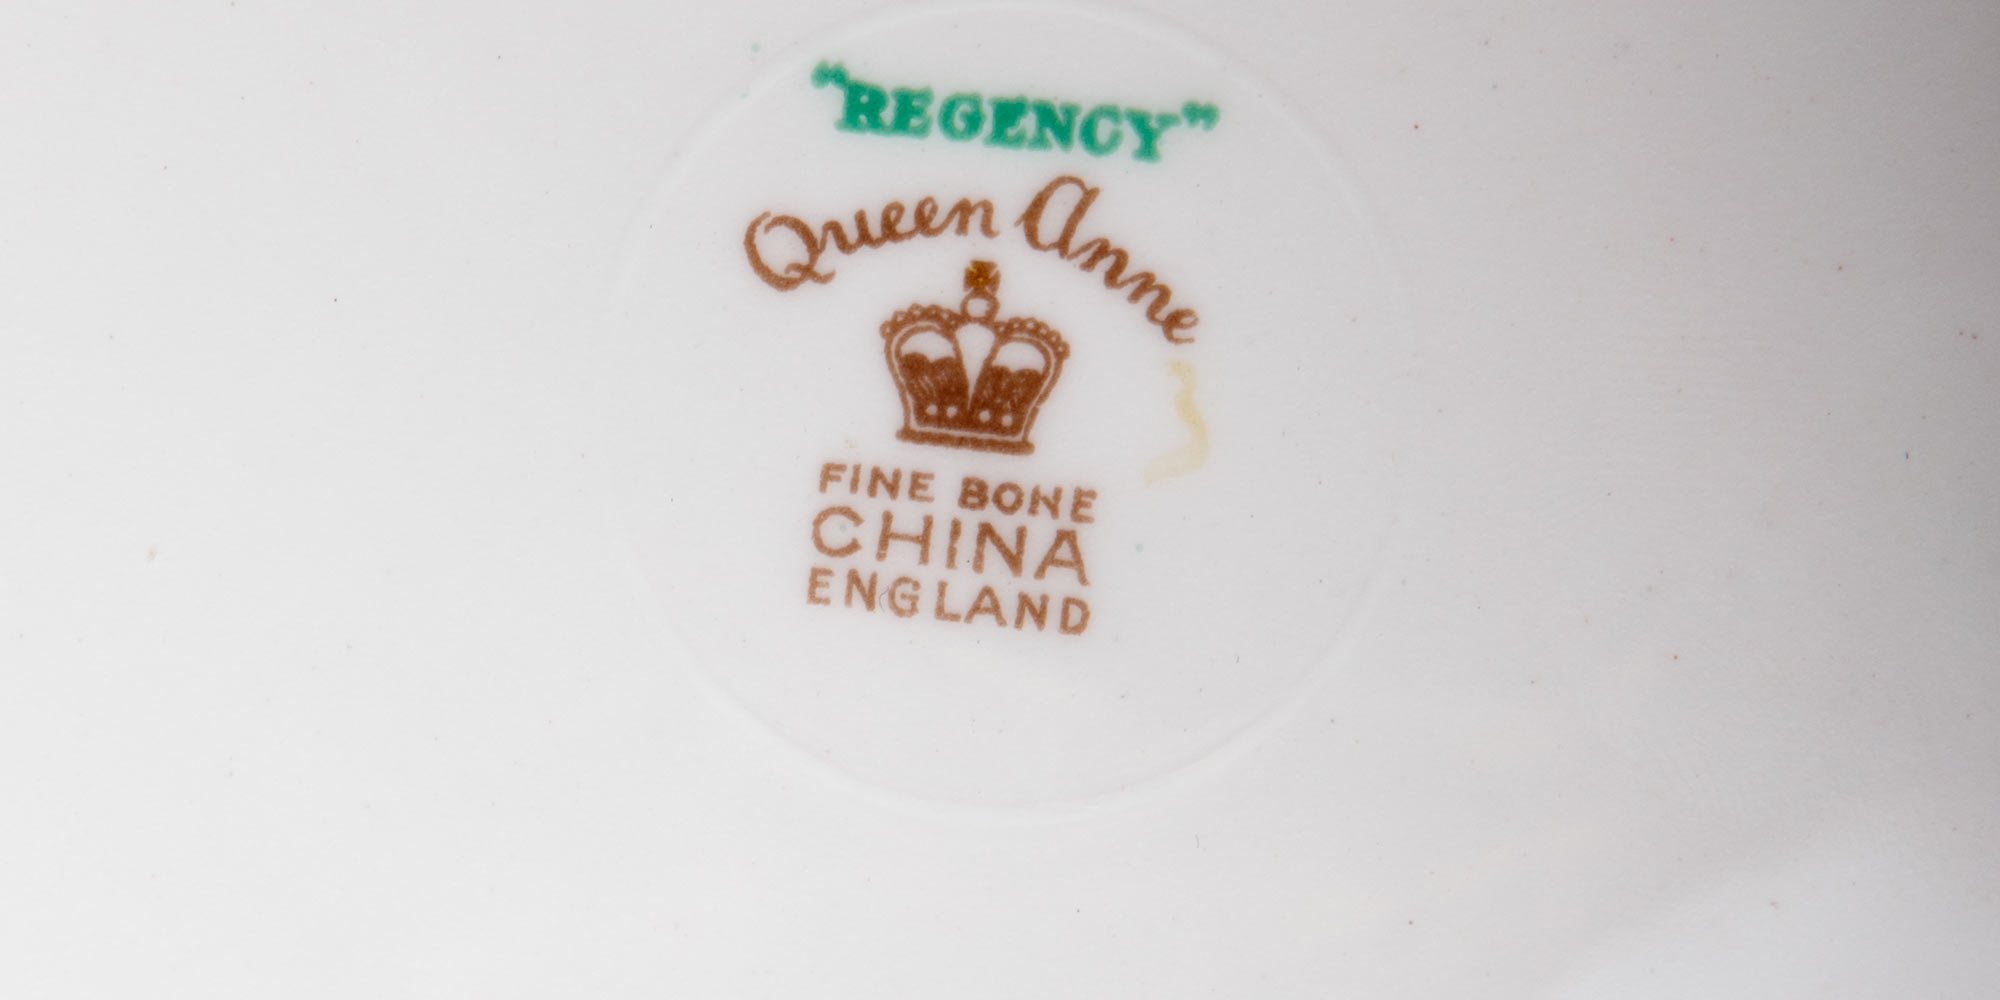 "REGENCY"
Queen Anne
FINE BONE
CHINA
ENGLAND